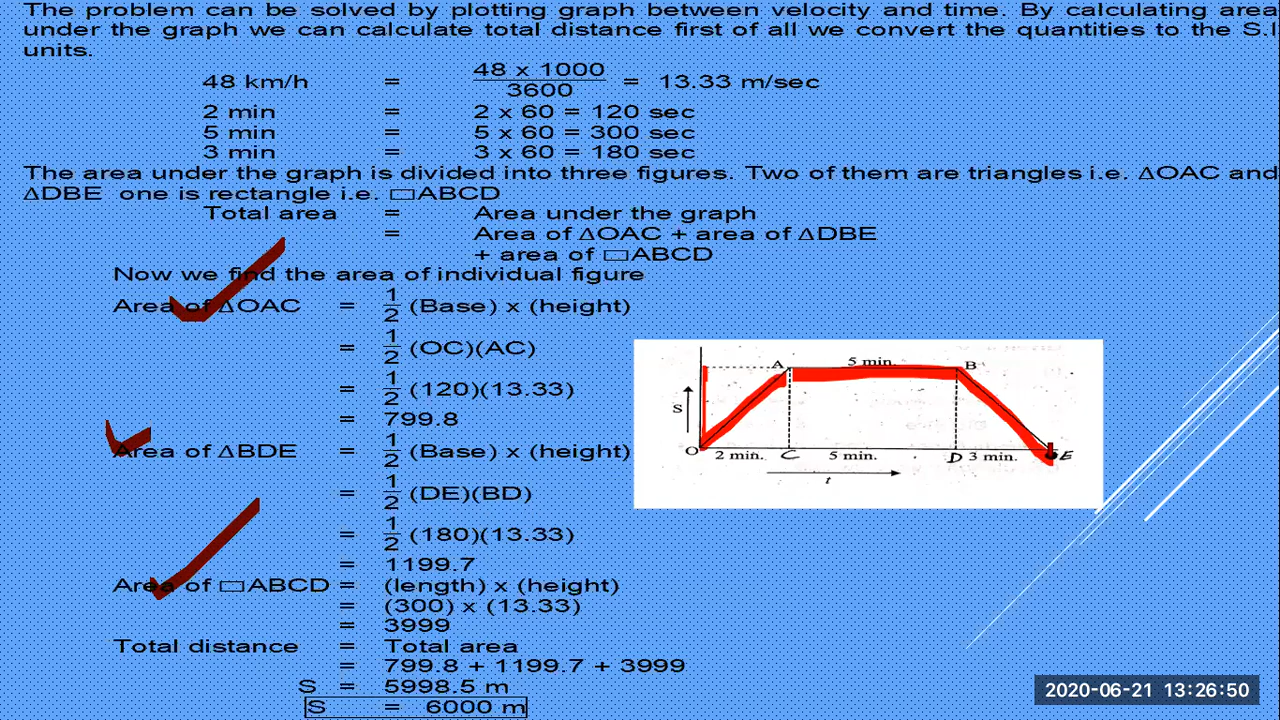 The problem can be solved by plotting graph between velocity and time. By calculating area
under the graph we can calculate total distance first of all we convert the quantities to the S.I
units.
48 km/h = 48 x 1000 / 3600 = 13.33 m/sec
2 min = 2 x 60 = 120 sec
5 min = 5 x 60 = 300 sec
3 min = 3 x 60 = 180 sec
The area under the graph is divided into three figures. Two of them are triangles i.e. ΔOAC and
ΔDBE one is rectangle i.e. □ABCD
Total area = Area under the graph
= Area of ΔOAC + area of ΔDBE
+ area of □ABCD
Now we find the area of individual figure
Area of ΔOAC = 1/2 (Base) x (height)
= 1/2 (OC)(AC)
= 1/2 (120)(13.33)
= 799.8
Area of ΔBDE = 1/2 (Base) x (height)
= 1/2 (DE)(BD)
= 1/2 (180)(13.33)
= 1199.7
Area of □ABCD = (length) x (height)
= (300) x (13.33)
= 3999
Total distance = Total area
= 799.8 + 1199.7 + 3999
S = 5998.5 m
S = 6000 m
A 5 min. B
S
O 2 min. C 5 min. D 3 min. E
t
2020-06-21 13:26:50